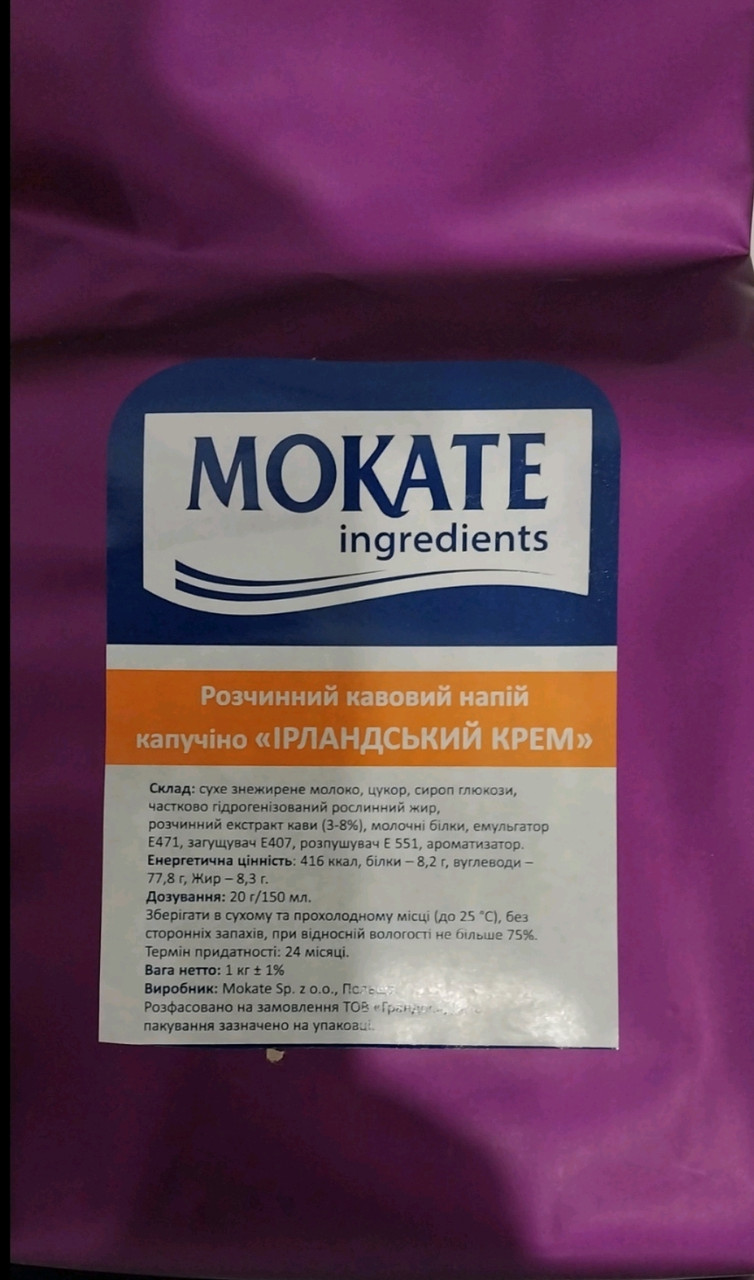 MOKATE
ingredients
Розчинний кавовий напій
капучіно «ІРЛАНДСЬКИЙ КРЕМ»
Склад: сухе знежирене молоко, цукор, сироп глюкози,
частково гідрогенізований рослинний жир,
розчинний екстракт кави (3-8%), молочні білки, емульгатор
Е471, загущувач Е407, розпушувач Е 551, ароматизатор.
Енергетична цінність: 416 ккал, білки – 8,2 г, вуглеводи –
77,8 г, Жир – 8,3 г.
Дозування: 20 г/150 мл.
Зберігати в сухому та прохолодному місці (до 25 °С), без
сторонніх запахів, при відносній вологості не більше 75%.
Термін придатності: 24 місяці.
Вага нетто: 1 кг ± 1%
Виробник: Mokate Sp. z o.o., Польща
Розфасовано на замовлення ТОВ
пакування зазначено на упаковці.